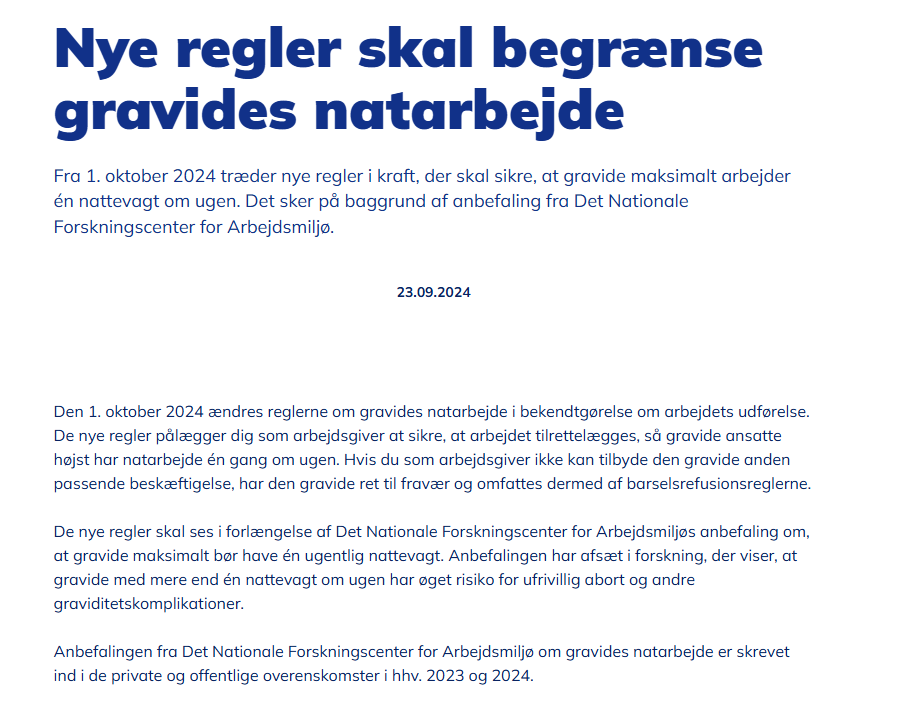 Nye regler skal begrænse
gravides natarbejde
Fra 1. oktober 2024 træder nye regler i kraft, der skal sikre, at gravide maksimalt arbejder
én nattevagt om ugen. Det sker på baggrund af anbefaling fra Det Nationale
Forskningscenter for Arbejdsmiljø.
23.09.2024
Den 1. oktober 2024 ændres reglerne om gravides natarbejde i bekendtgørelse om arbejdets udførelse.
De nye regler pålægger dig som arbejdsgiver at sikre, at arbejdet tilrettelægges, så gravide ansatte
højst har natarbejde én gang om ugen. Hvis du som arbejdsgiver ikke kan tilbyde den gravide anden
passende beskæftigelse, har den gravide ret til fravær og omfattes dermed af barselsrefusionsreglerne.
De nye regler skal ses i forlængelse af Det Nationale Forskningscenter for Arbejdsmiljøs anbefaling om,
at gravide maksimalt bør have én ugentlig nattevagt. Anbefalingen har afsæt i forskning, der viser, at
gravide med mere end én nattevagt om ugen har øget risiko for ufrivillig abort og andre
graviditetskomplikationer.
Anbefalingen fra Det Nationale Forskningscenter for Arbejdsmiljø om gravides natarbejde er skrevet
ind i de private og offentlige overenskomster i hhv. 2023 og 2024.